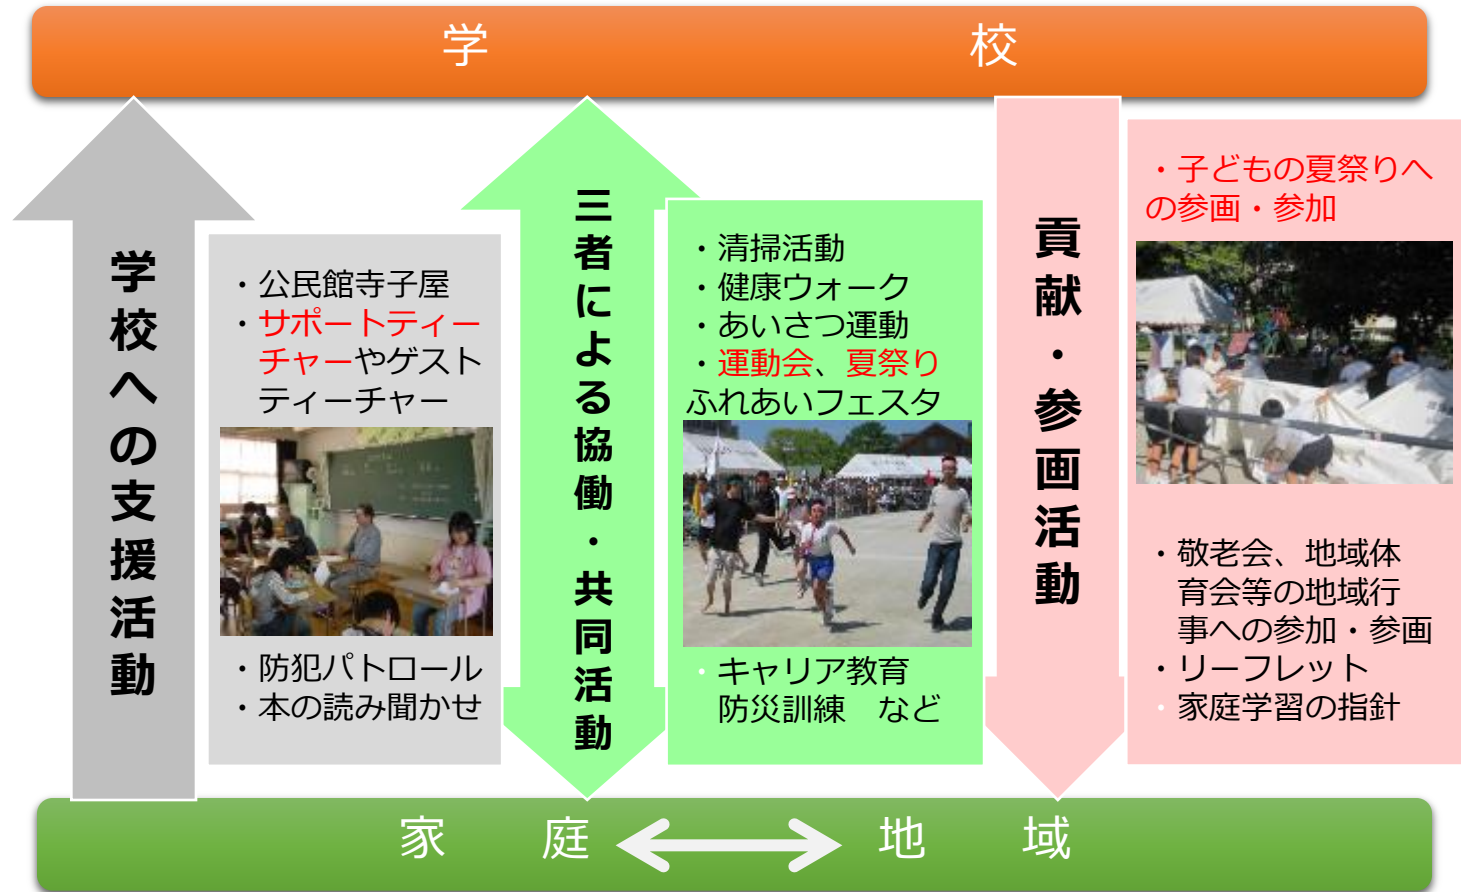 学　校
学校への支援活動
・公民館寺子屋
・サポートティー
チャーやゲスト
ティーチャー
・防犯パトロール
・本の読み聞かせ
三者による協働・共同活動
・清掃活動
・健康ウォーク
・あいさつ運動
・運動会、夏祭り
ふれあいフェスタ
・キャリア教育
防災訓練　など
貢献・参画活動
・子どもの夏祭りへ
の参画・参加
・敬老会、地域体
育会等の地域行
事への参加・参画
・リーフレット
・家庭学習の指針
家　庭　地　域